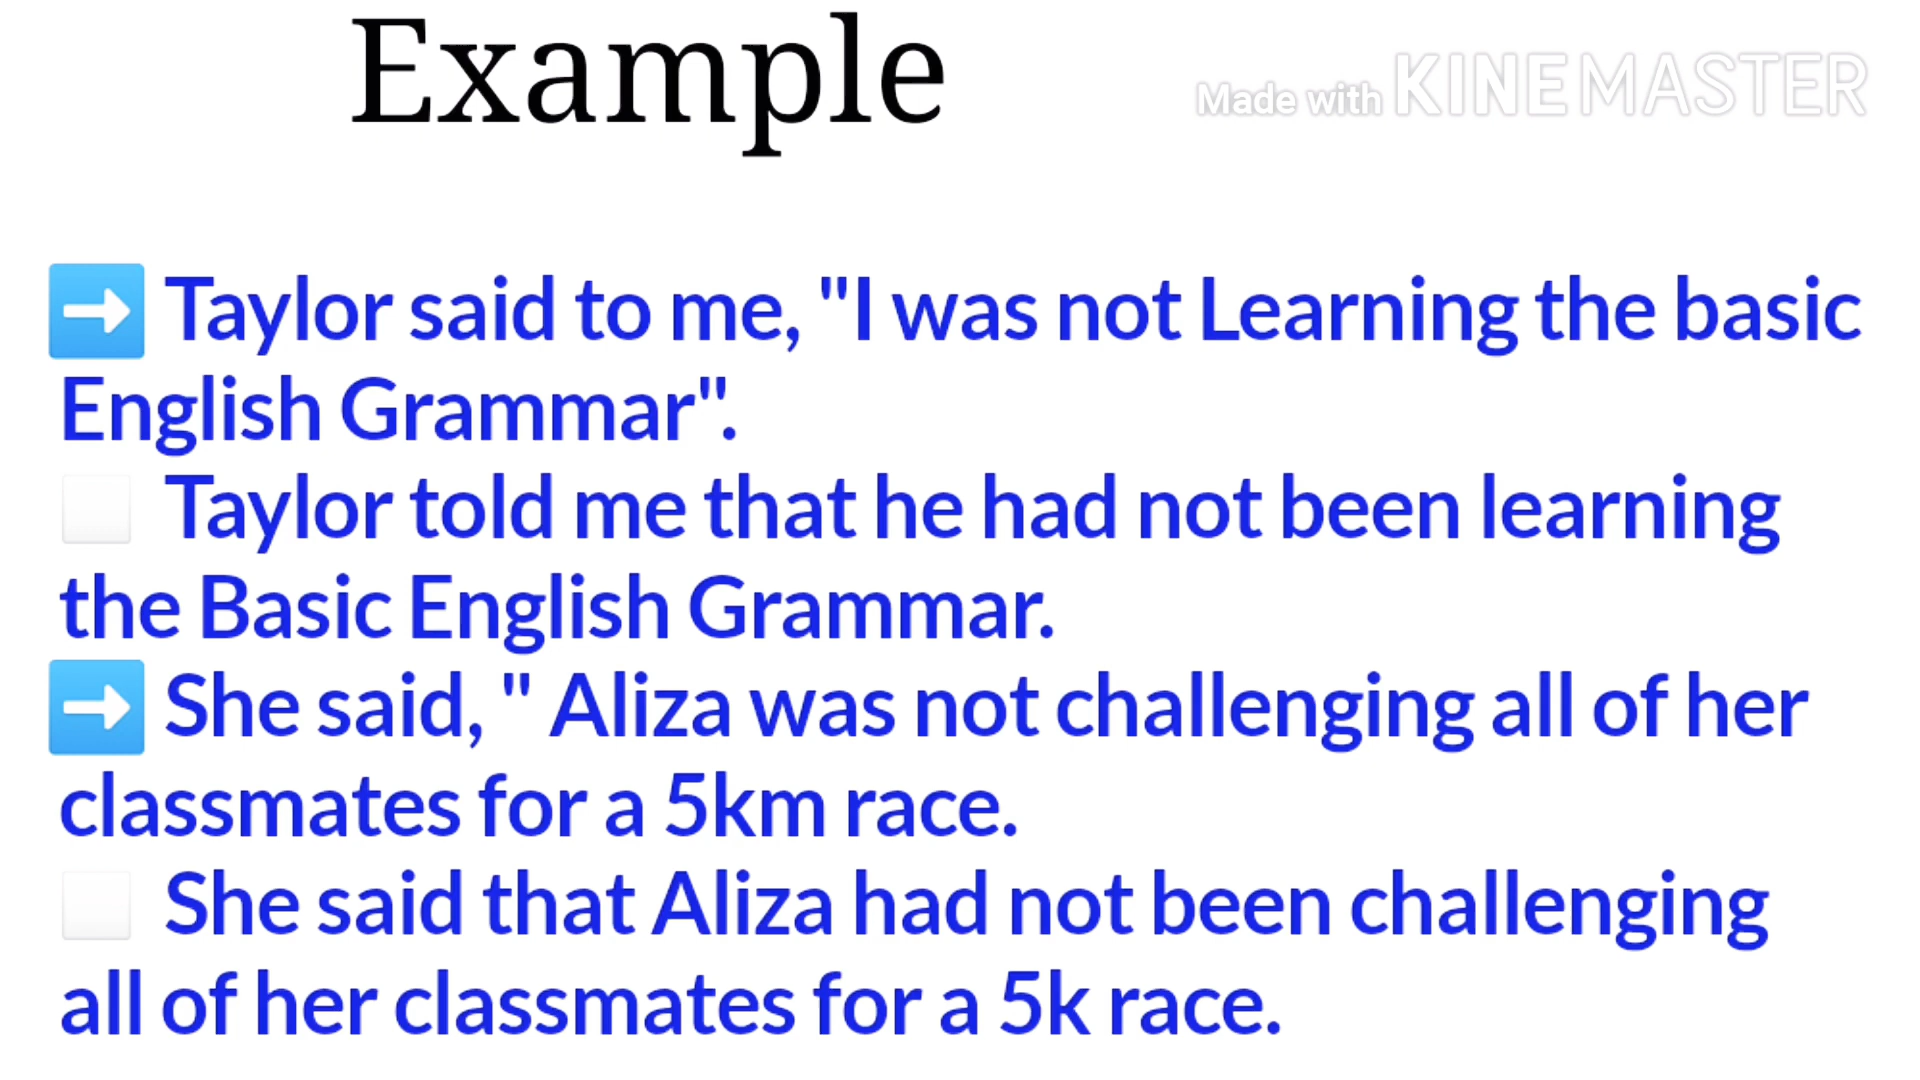 Example
Made with KINEMASTER
➡ Taylor said to me, "I was not Learning the basic
English Grammar".
Taylor told me that he had not been learning
the Basic English Grammar.
➡ She said, " Aliza was not challenging all of her
classmates for a 5km race.
She said that Aliza had not been challenging
all of her classmates for a 5k race.